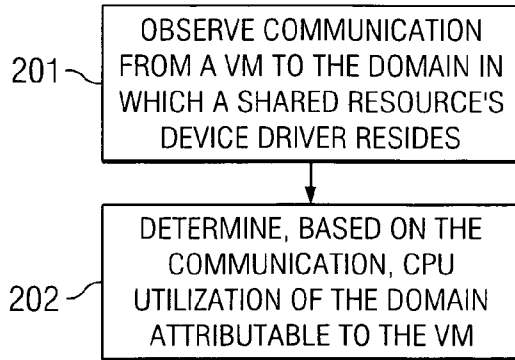 201
OBSERVE COMMUNICATION
FROM A VM TO THE DOMAIN IN
WHICH A SHARED RESOURCE'S
DEVICE DRIVER RESIDES
202
DETERMINE, BASED ON THE
COMMUNICATION, CPU
UTILIZATION OF THE DOMAIN
ATTRIBUTABLE TO THE VM